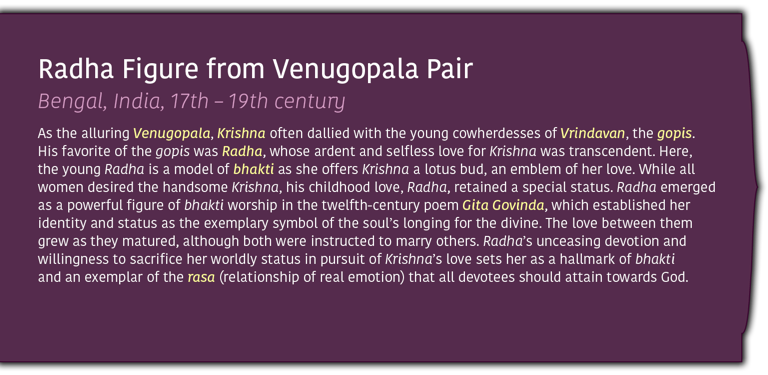 Radha Figure from Venugopala Pair
Bengal, India, 17th – 19th century
As the alluring Venugopala, Krishna often dallied with the young cowherdesses of Vrindavan, the gopis.
His favorite of the gopis was Radha, whose ardent and selfless love for Krishna was transcendent. Here,
the young Radha is a model of bhakti as she offers Krishna a lotus bud, an emblem of her love. While all
women desired the handsome Krishna, his childhood love, Radha, retained a special status. Radha emerged
as a powerful figure of bhakti worship in the twelfth-century poem Gita Govinda, which established her
identity and status as the exemplary symbol of the soul's longing for the divine. The love between them
grew as they matured, although both were instructed to marry others. Radha's unceasing devotion and
willingness to sacrifice her worldly status in pursuit of Krishna's love sets her as a hallmark of bhakti
and an exemplar of the rasa (relationship of real emotion) that all devotees should attain towards God.